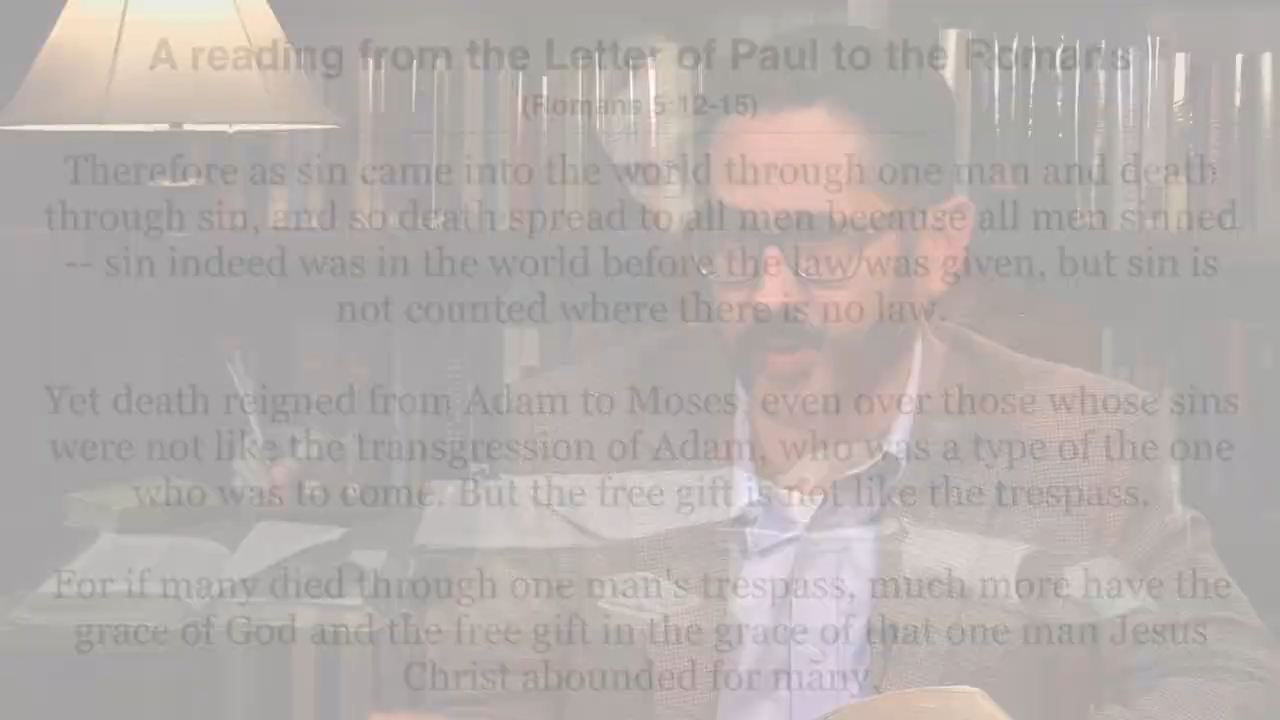 A reading from the Letter of Paul to the Romans
(Romans 5:12-15)
Therefore as sin came into the world through one man and death
through sin, and so death spread to all men because all men sinned
-- sin indeed was in the world before the law was given, but sin is
not counted where there is no law.
Yet death reigned from Adam to Moses, even over those whose sins
were not like the transgression of Adam, who was a type of the one
who was to come. But the free gift is not like the trespass.
For if many died through one man's trespass, much more have the
grace of God and the free gift in the grace of that one man Jesus
Christ abounded for many.